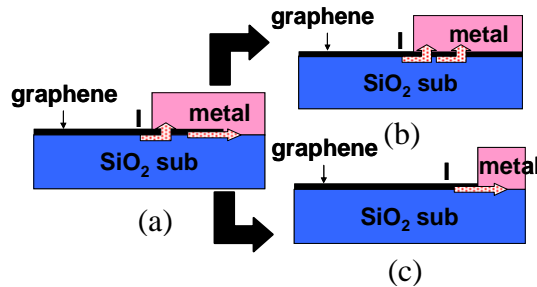 graphene
I
metal
SiO2 sub
(a)
graphene
I
metal
SiO2 sub
(b)
graphene
I
metal
SiO2 sub
(c)